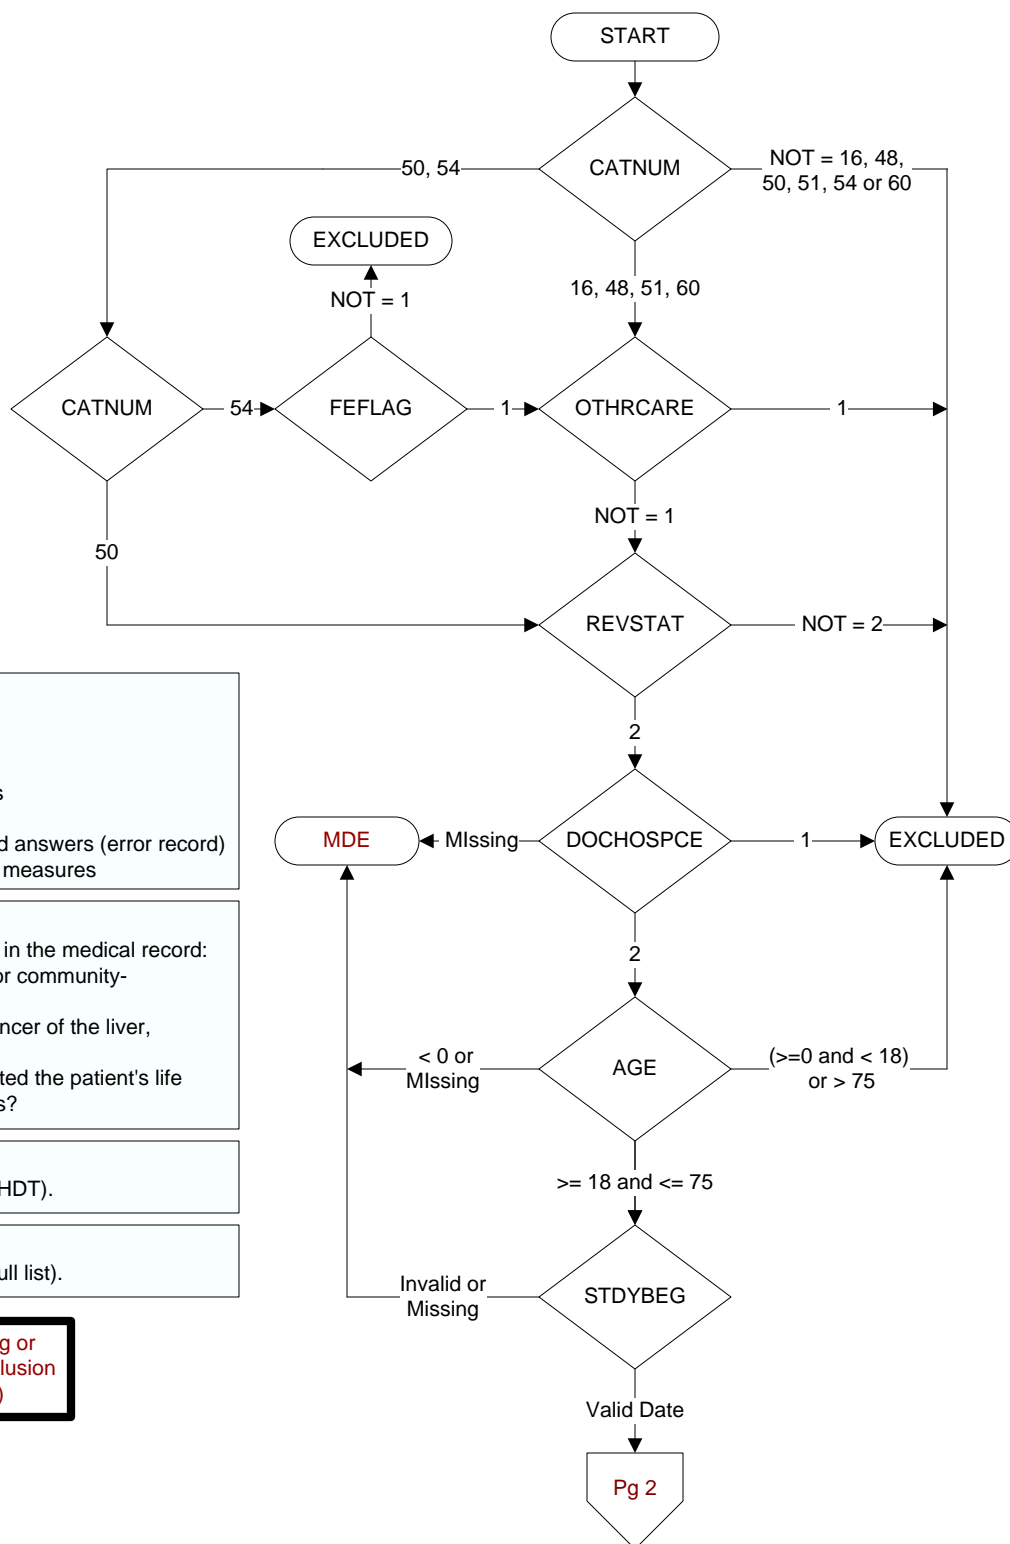 START
CATNUM
50, 54
NOT = 16, 48,
50, 51, 54 or 60
EXCLUDED
NOT = 1
16, 48, 51, 60
CATNUM
54
FEFLAG
1
OTHRCARE
1
NOT = 1
50
REVSTAT
NOT = 2
2
s
d answers (error record)
measures
MDE
MIssing
DOCHOSPCE
1
EXCLUDED
2
in the medical record:
or community-
ncer of the liver,
ted the patient's life
s?
< 0 or
MIssing
AGE
(>=0 and < 18)
or > 75
>= 18 and <= 75
HDT).
ull list).
Invalid or
Missing
STDYBEG
g or
lusion
)
Valid Date
Pg 2